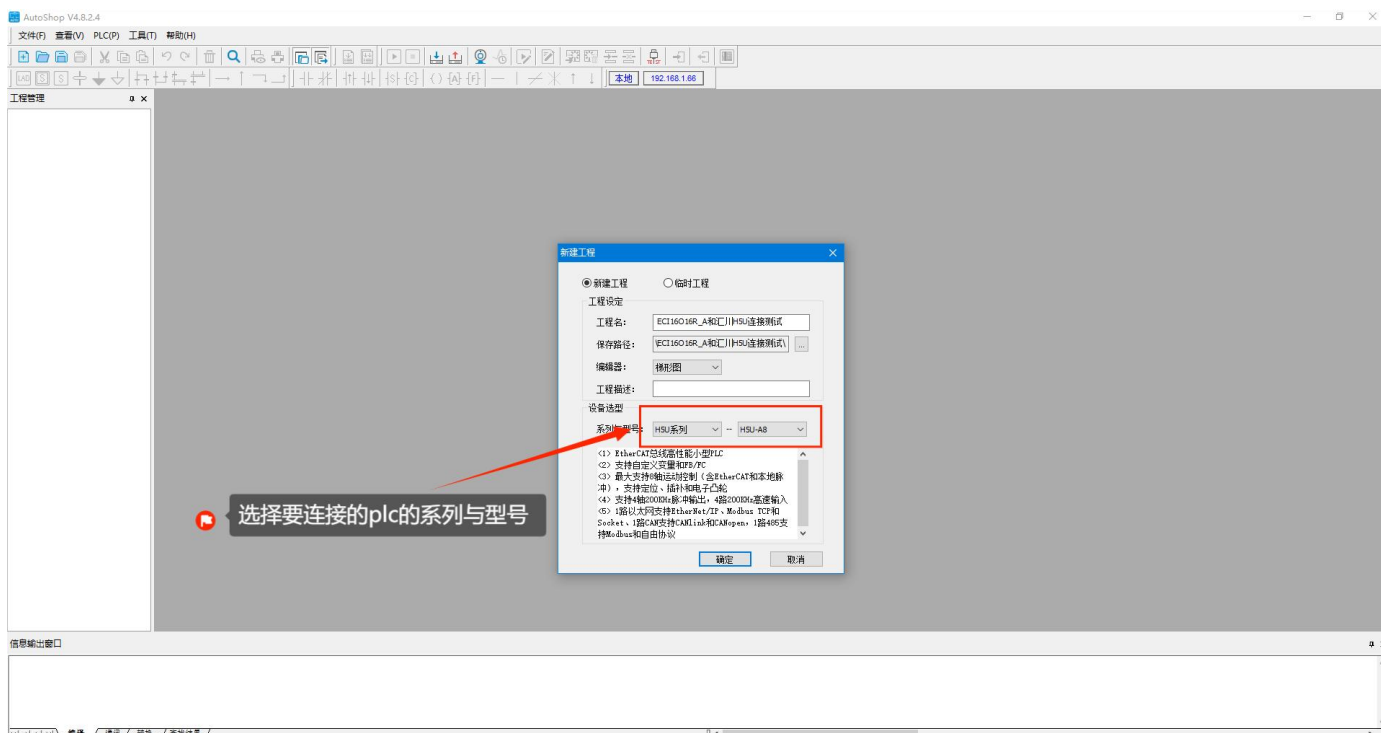 AutoShop V4.8.2.4
文件(F) 查看(V) PLC(P) 工具(T) 帮助(H)
本地 192.168.1.66
工程管理
新建工程
新建工程 临时工程
工程设定
工程名: ECI16O16R_A和汇川H5U连接测试
保存路径: \ECI16O16R_A和汇川H5U连接测试\ ...
编辑器: 梯形图
工程描述:
设备选型
H5U系列 -- H5U-A8
<1> EtherCAT总线高性能小型PLC
<2> 支持自定义变量和FB/FC
<3> 最大支持8轴运动控制（含EtherCAT和本地脉
冲），支持定位、插补和电子凸轮
<4> 支持4轴200KHz脉冲输出，4路200KHz高速输入
<5> 1路以太网支持EtherNet/IP、Modbus TCP和
Socket、1路CAN支持CANlink和CANopen，1路485支
持Modbus和自由协议
确定 取消
选择要连接的plc的系列与型号
信息输出窗口